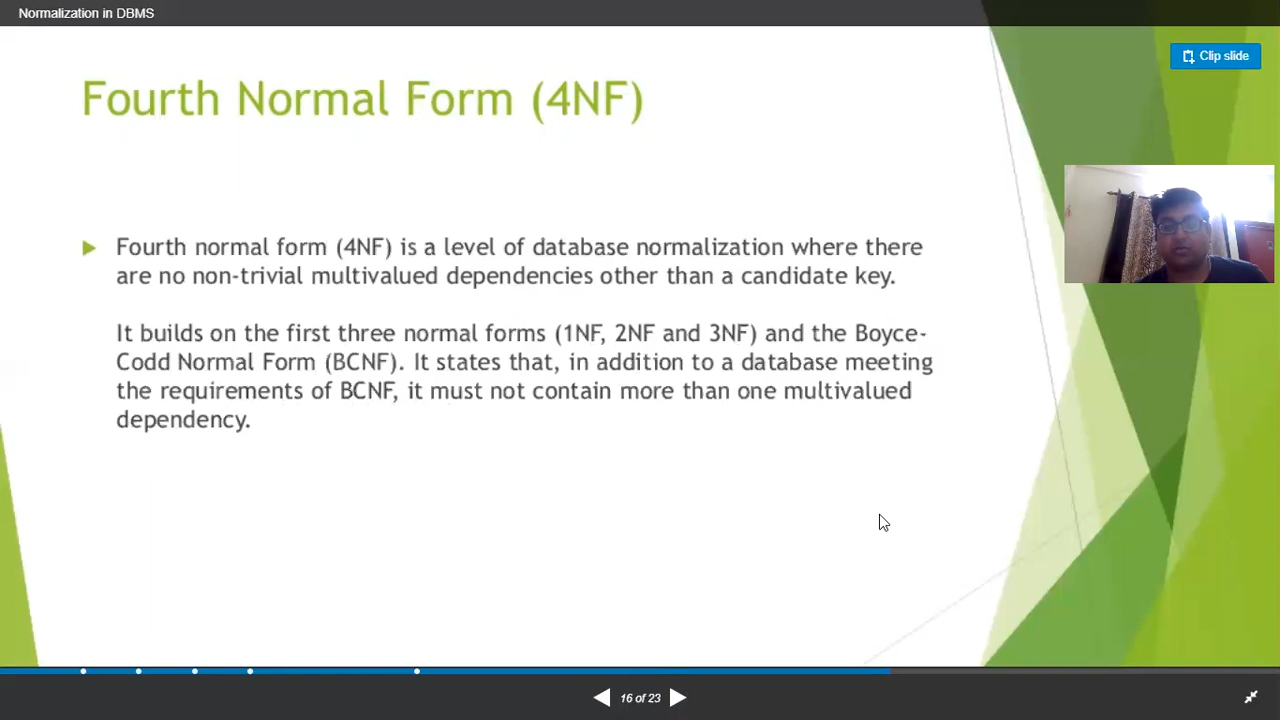 Normalization in DBMS
Clip slide
Fourth Normal Form (4NF)
Fourth normal form (4NF) is a level of database normalization where there
are no non-trivial multivalued dependencies other than a candidate key.
It builds on the first three normal forms (1NF, 2NF and 3NF) and the Boyce-
Codd Normal Form (BCNF). It states that, in addition to a database meeting
the requirements of BCNF, it must not contain more than one multivalued
dependency.
16 of 23